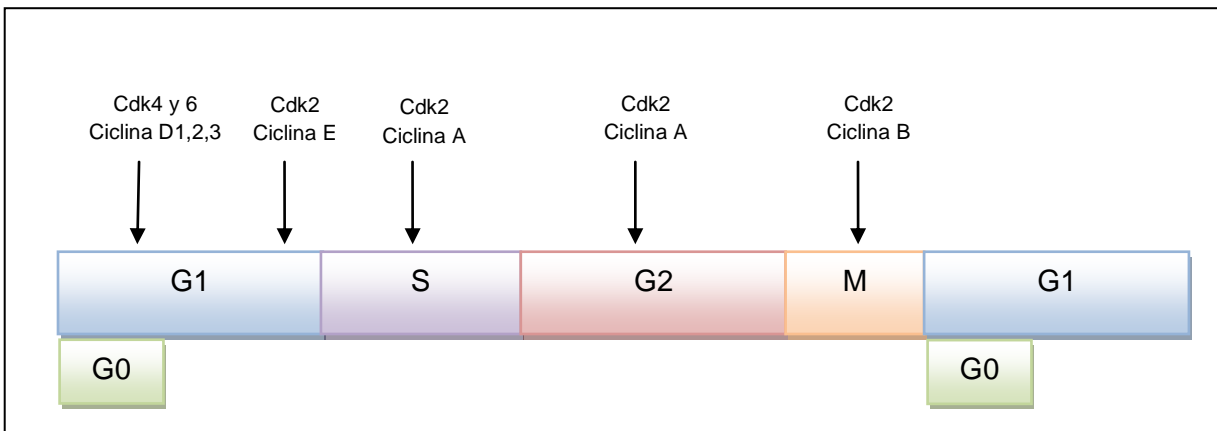 Cdk4 y 6
Ciclina D1,2,3
Cdk2
Ciclina E
Cdk2
Ciclina A
Cdk2
Ciclina A
Cdk2
Ciclina B
G1
S
G2
M
G1
G0
G0